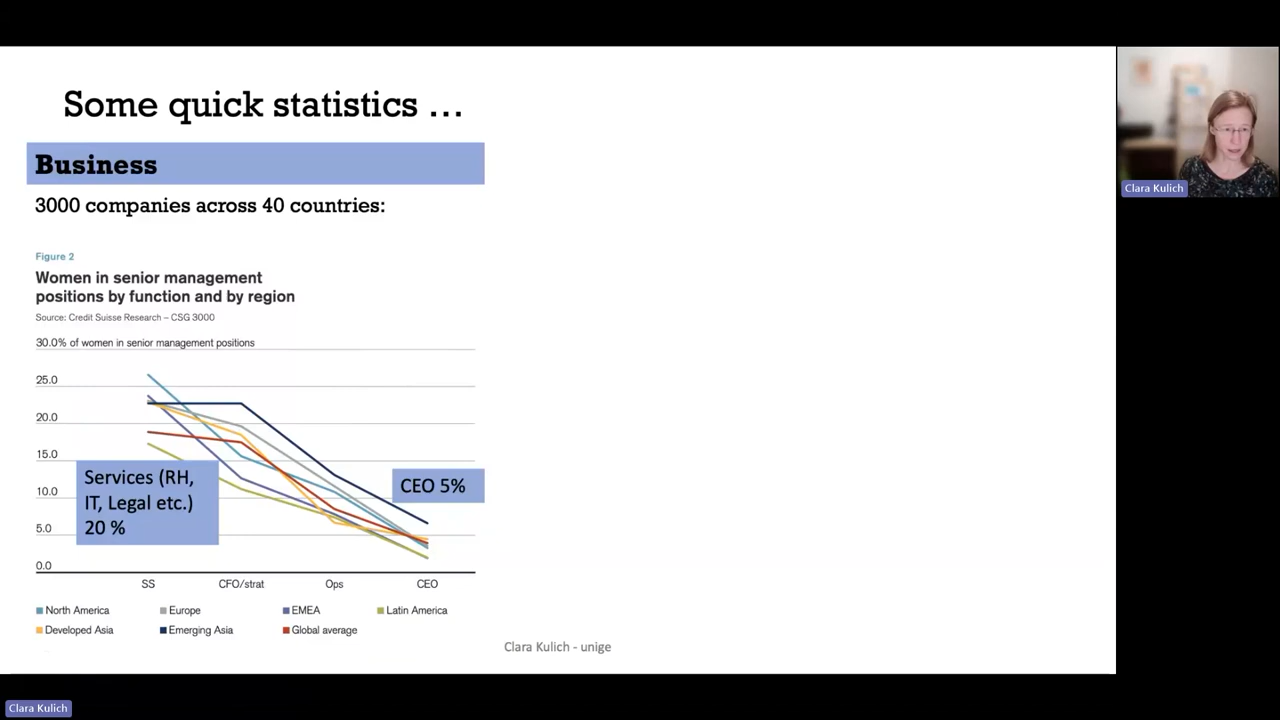 Some quick statistics ...
Business
3000 companies across 40 countries:
Figure 2
Women in senior management
positions by function and by region
Source: Credit Suisse Research – CSG 3000
30.0% of women in senior management positions
25.0
20.0
15.0
10.0
5.0
0.0
Services (RH,
IT, Legal etc.)
20 %
CEO 5%
SS CFO/strat Ops CEO
North America Europe EMEA Latin America
Developed Asia Emerging Asia Global average
Clara Kulich - unige
Clara Kulich
Clara Kulich